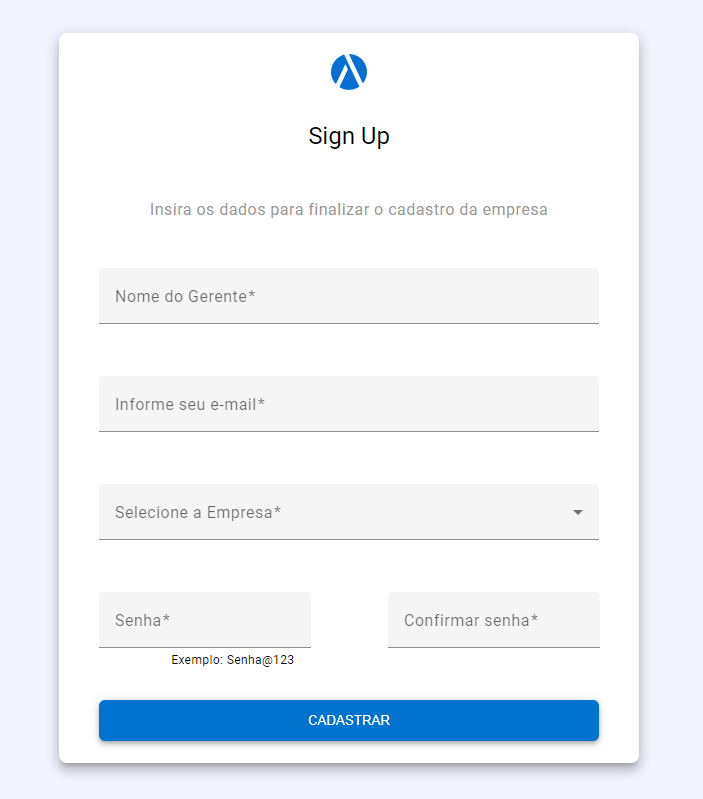 Sign Up
Insira os dados para finalizar o cadastro da empresa
Nome do Gerente*
Informe seu e-mail*
Selecione a Empresa*
Senha*
Confirmar senha*
Exemplo: Senha@123
CADASTRAR